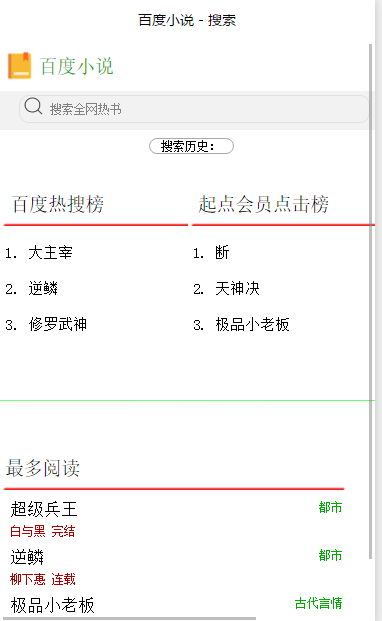 百度小说 - 搜索
百度小说
搜索全网热书
搜索历史:
百度热搜榜
1. 大主宰
2. 逆鳞
3. 修罗武神
起点会员点击榜
1. 断
2. 天神决
3. 极品小老板
最多阅读
超级兵王 都市
白与黑 完结
逆鳞 都市
柳下惠 连载
极品小老板 古代言情